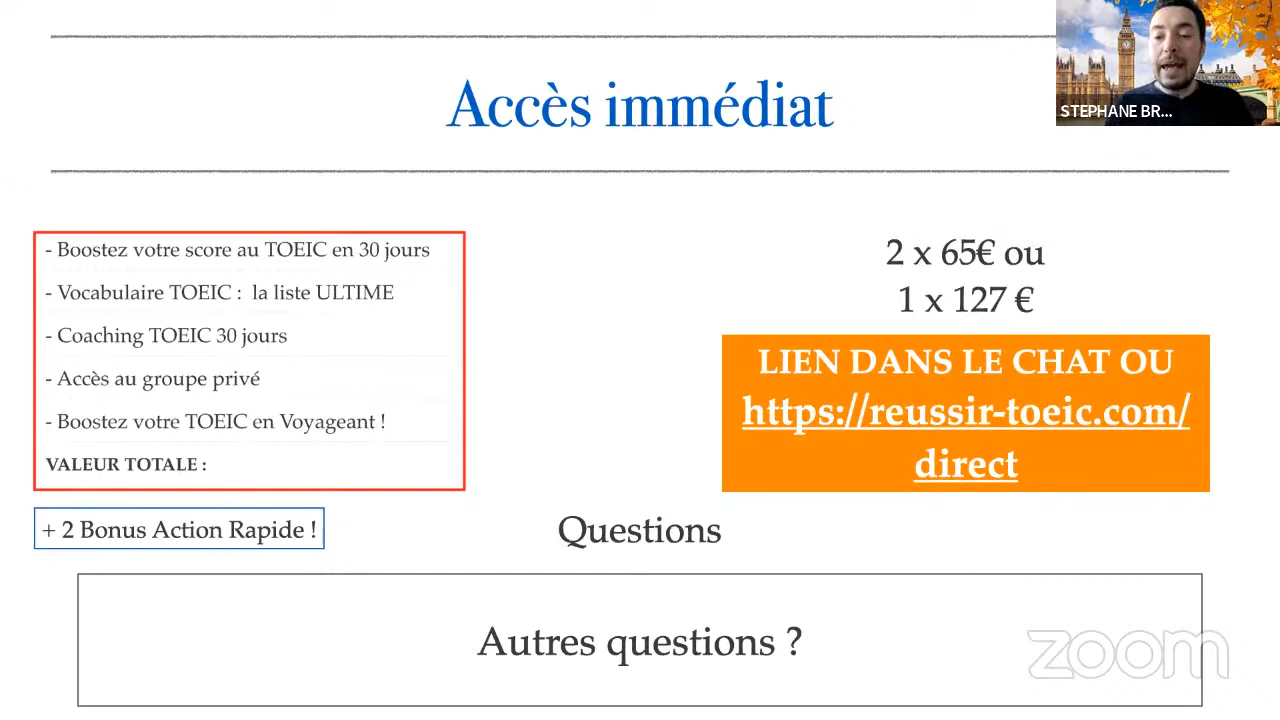 Accès immédiat
STEPHANE BR...
- Boostez votre score au TOEIC en 30 jours
- Vocabulaire TOEIC : la liste ULTIME
- Coaching TOEIC 30 jours
- Accès au groupe privé
- Boostez votre TOEIC en Voyageant !
VALEUR TOTALE :
+ 2 Bonus Action Rapide !
2 x 65€ ou
1 x 127 €
LIEN DANS LE CHAT OU
https://reussir-toeic.com/
direct
Questions
Autres questions ?
zoom